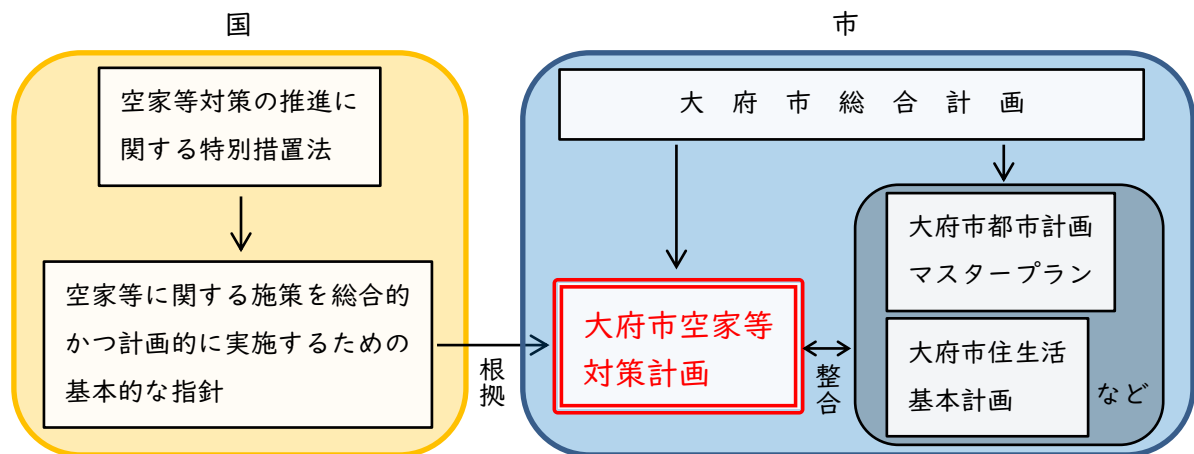 国
空家等対策の推進に
関する特別措置法
空家等に関する施策を総合的
かつ計画的に実施するための
基本的な指針
根拠
市
大府市総合計画
大府市空家等
対策計画
整合
大府市都市計画
マスタープラン
大府市住生活
基本計画
など